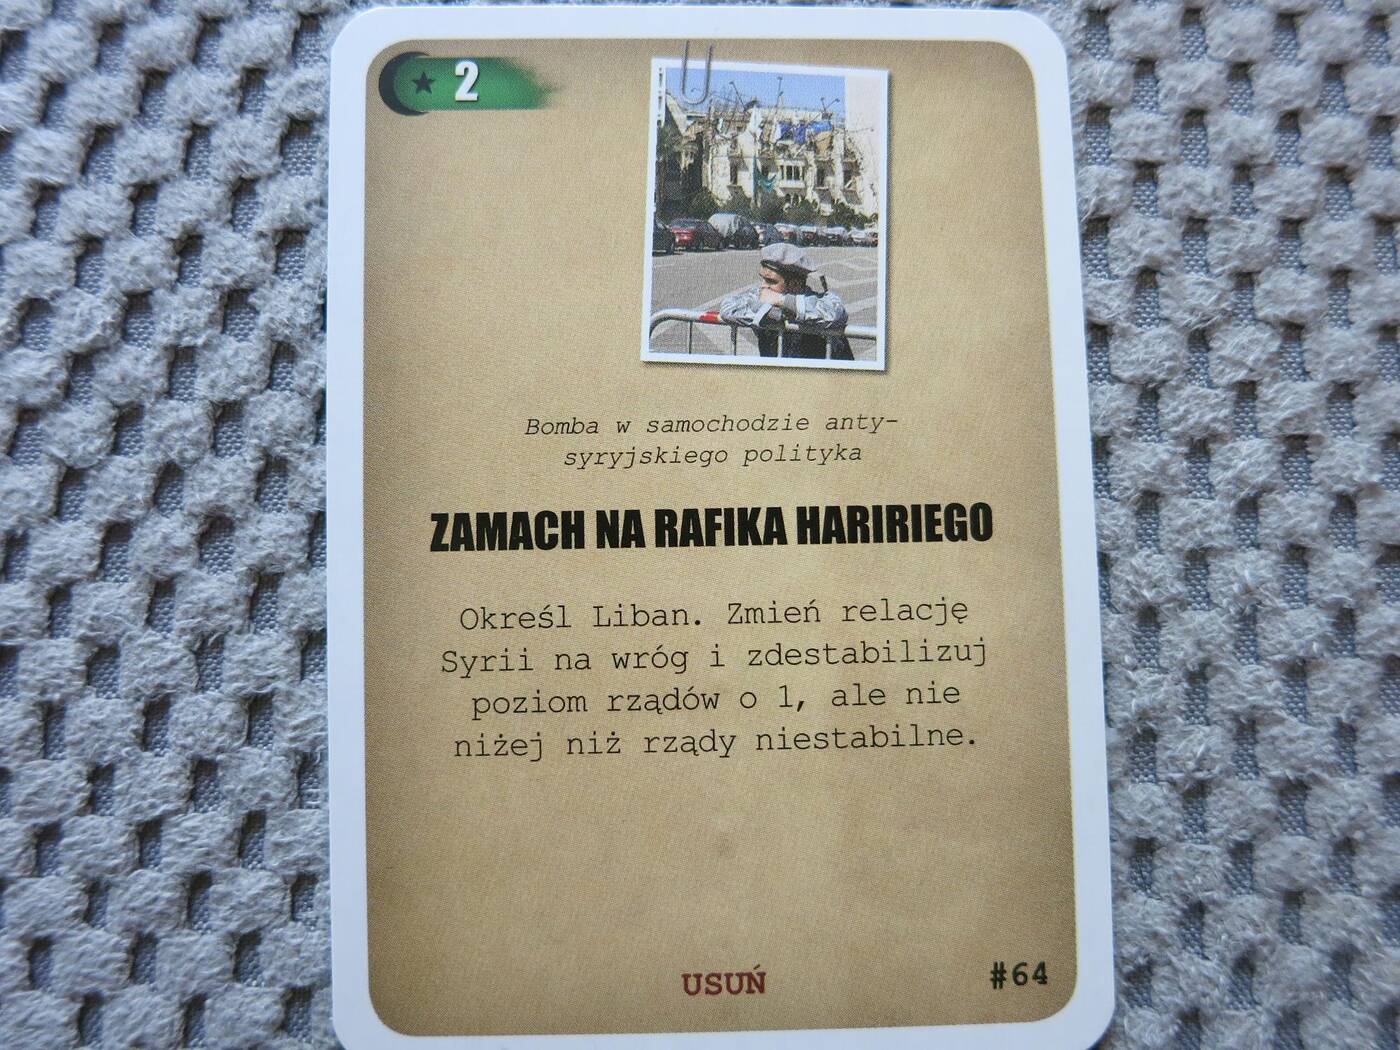 2
Bomba w samochodzie anty-
syryjskiego polityka
ZAMACH NA RAFIKA HARIRIEGO
Określ Liban. Zmień relację
Syrii na wróg i zdestabilizuj
poziom rządów o 1, ale nie
niżej niż rządy niestabilne.
USUŃ
#64